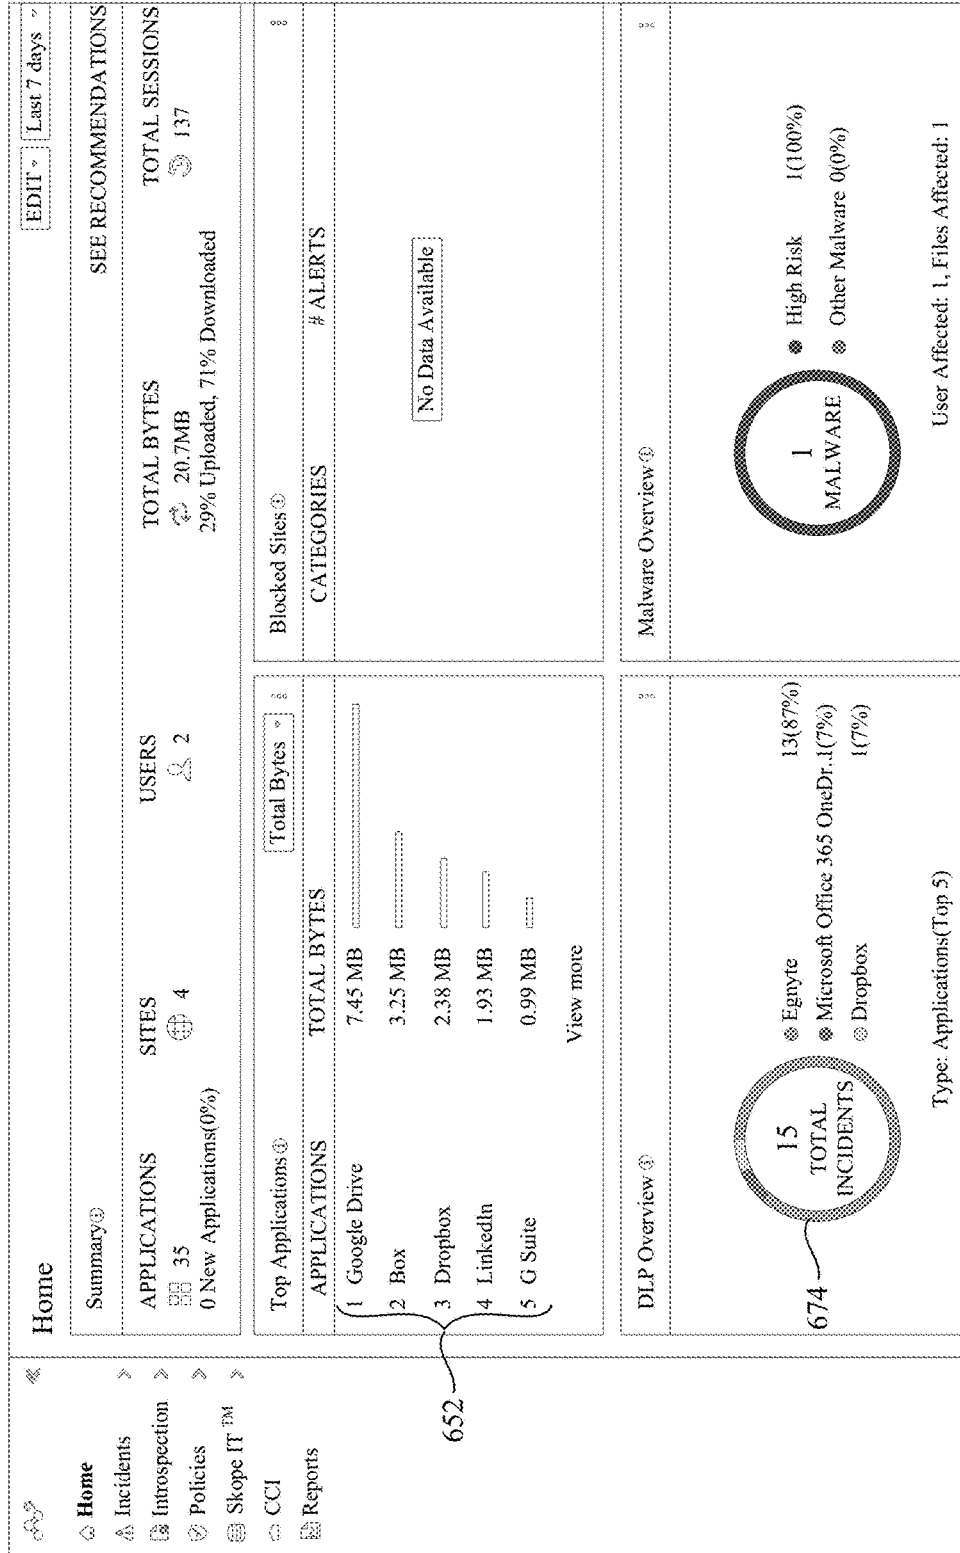 Home
Incidents
Introspection
Policies
Skope IT ™
CCI
Reports
Home
EDIT
Last 7 days
Summary
SEE RECOMMENDATIONS
APPLICATIONS SITES USERS TOTAL BYTES TOTAL SESSIONS
35 4 2 20.7MB 137
0 New Applications(0%) 29% Uploaded, 71% Downloaded
Top Applications
Total Bytes
APPLICATIONS TOTAL BYTES
1 Google Drive 7.45 MB
2 Box 3.25 MB
3 Dropbox 2.38 MB
4 LinkedIn 1.93 MB
5 G Suite 0.99 MB
View more
652
Blocked Sites
CATEGORIES # ALERTS
No Data Available
DLP Overview
674
15
TOTAL
INCIDENTS
Egnyte 13(87%)
Microsoft Office 365 OneDr.1(7%)
Dropbox 1(7%)
Type: Applications(Top 5)
Malware Overview
1
MALWARE
High Risk 1(100%)
Other Malware 0(0%)
User Affected: 1, Files Affected: 1